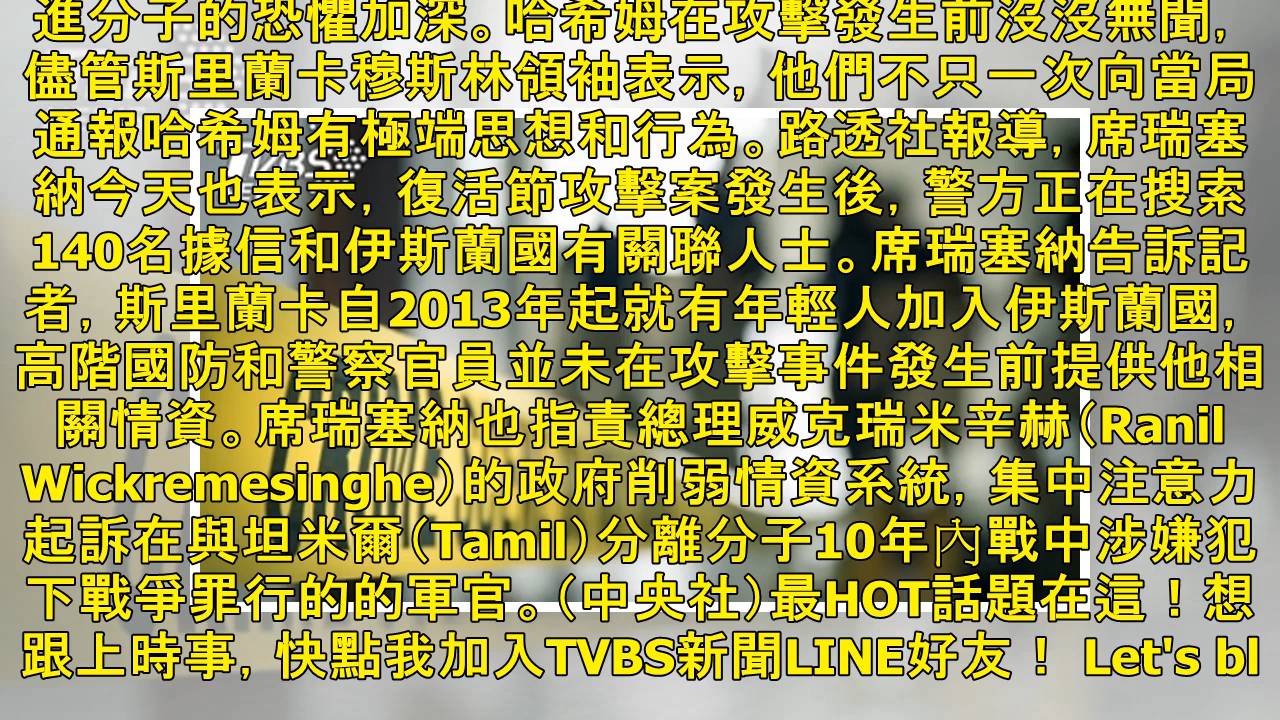 進分子的恐懼加深。哈希姆在攻擊發生前沒沒無聞,
儘管斯里蘭卡穆斯林領袖表示, 他們不只一次向當局
通報哈希姆有極端思想和行為。路透社報導, 席瑞塞
納今天也表示, 復活節攻擊案發生後, 警方正在搜索
140名據信和伊斯蘭國有關聯人士。席瑞塞納告訴記
者, 斯里蘭卡自2013年起就有年輕人加入伊斯蘭國,
高階國防和警察官員並未在攻擊事件發生前提供他相
關情資。席瑞塞納也指責總理威克瑞米辛赫(Ranil
Wickremesinghe)的政府削弱情資系統, 集中注意力
起訴在與坦米爾(Tamil)分離分子10年內戰中涉嫌犯
下戰爭罪行的的軍官。(中央社)最HOT話題在這！想
跟上時事, 快點我加入TVBS新聞LINE好友！ Let's bl
TVBS